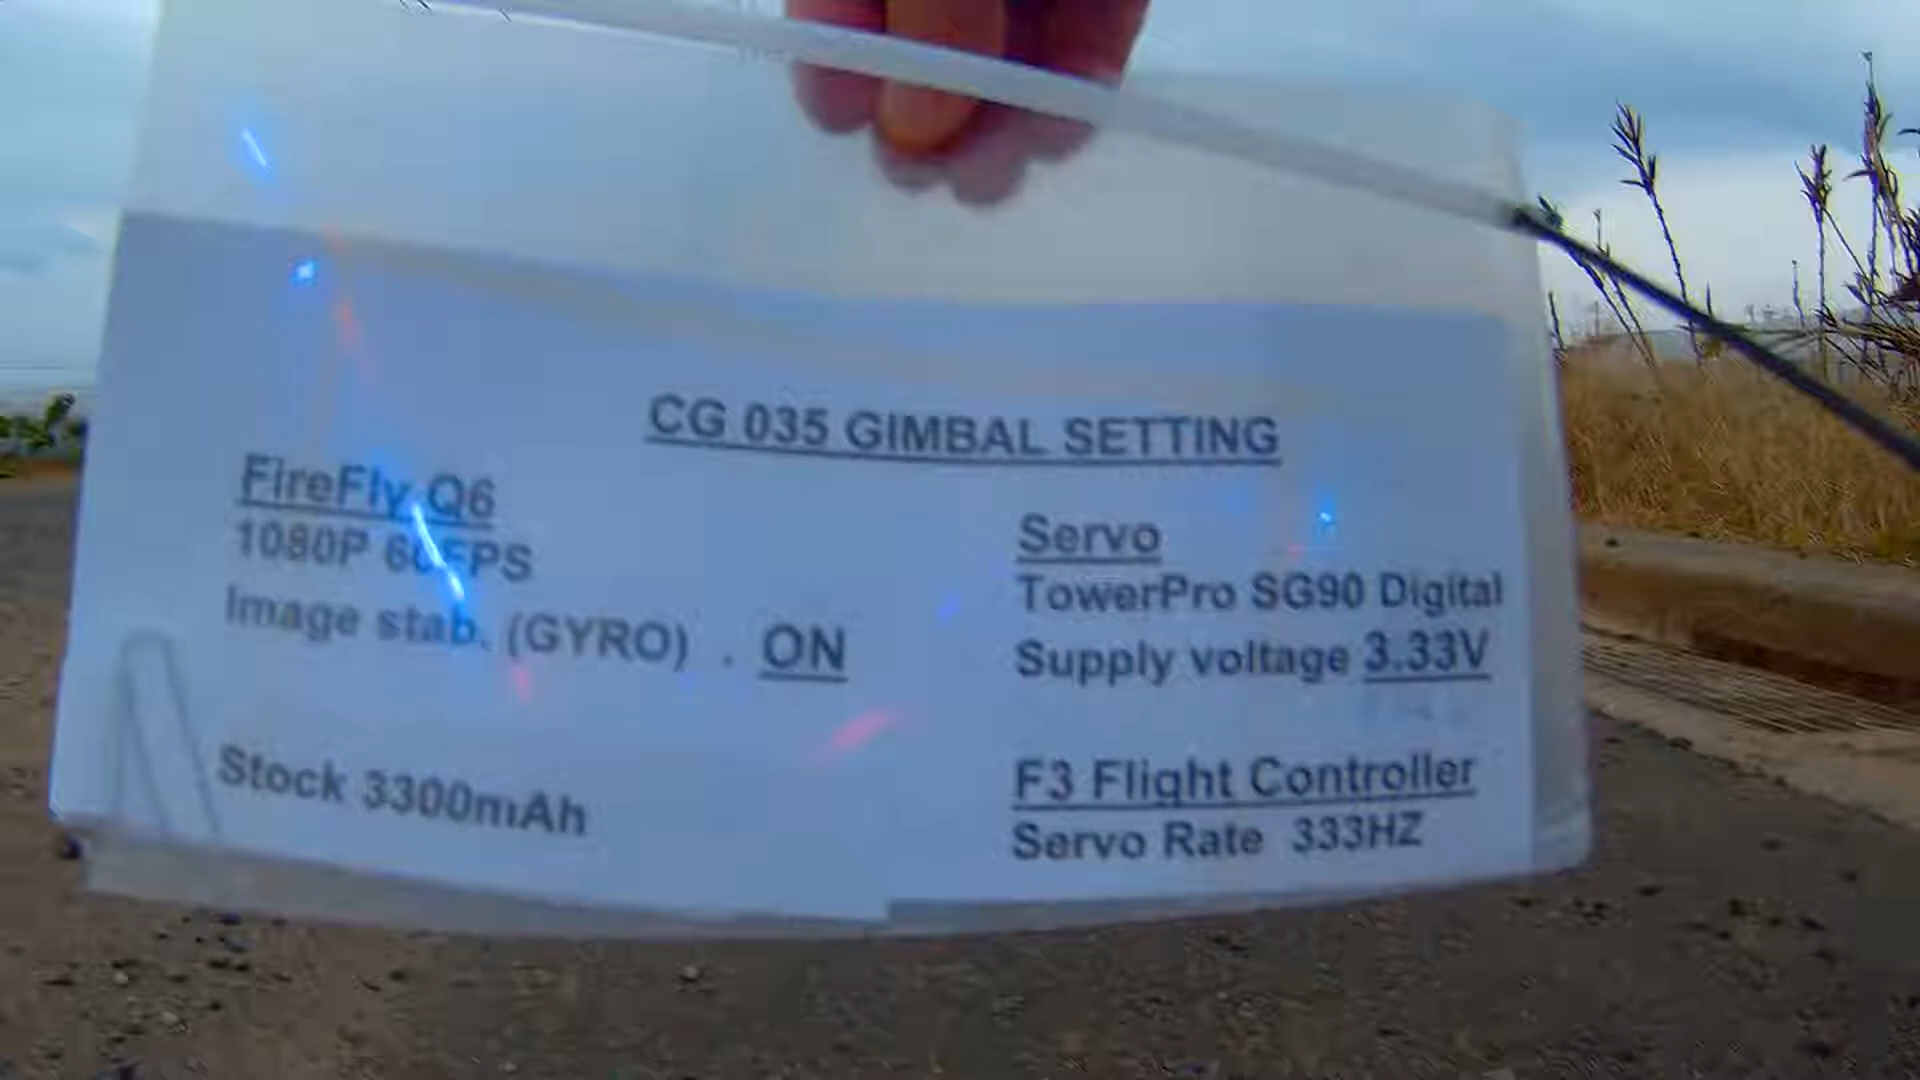 CG 035 GIMBAL SETTING
FireFly Q6
1080P 60FPS
Image stab. (GYRO) . ON
Stock 3300mAh
Servo
TowerPro SG90 Digital
Supply voltage 3.33V
F3 Flight Controller
Servo Rate 333HZ